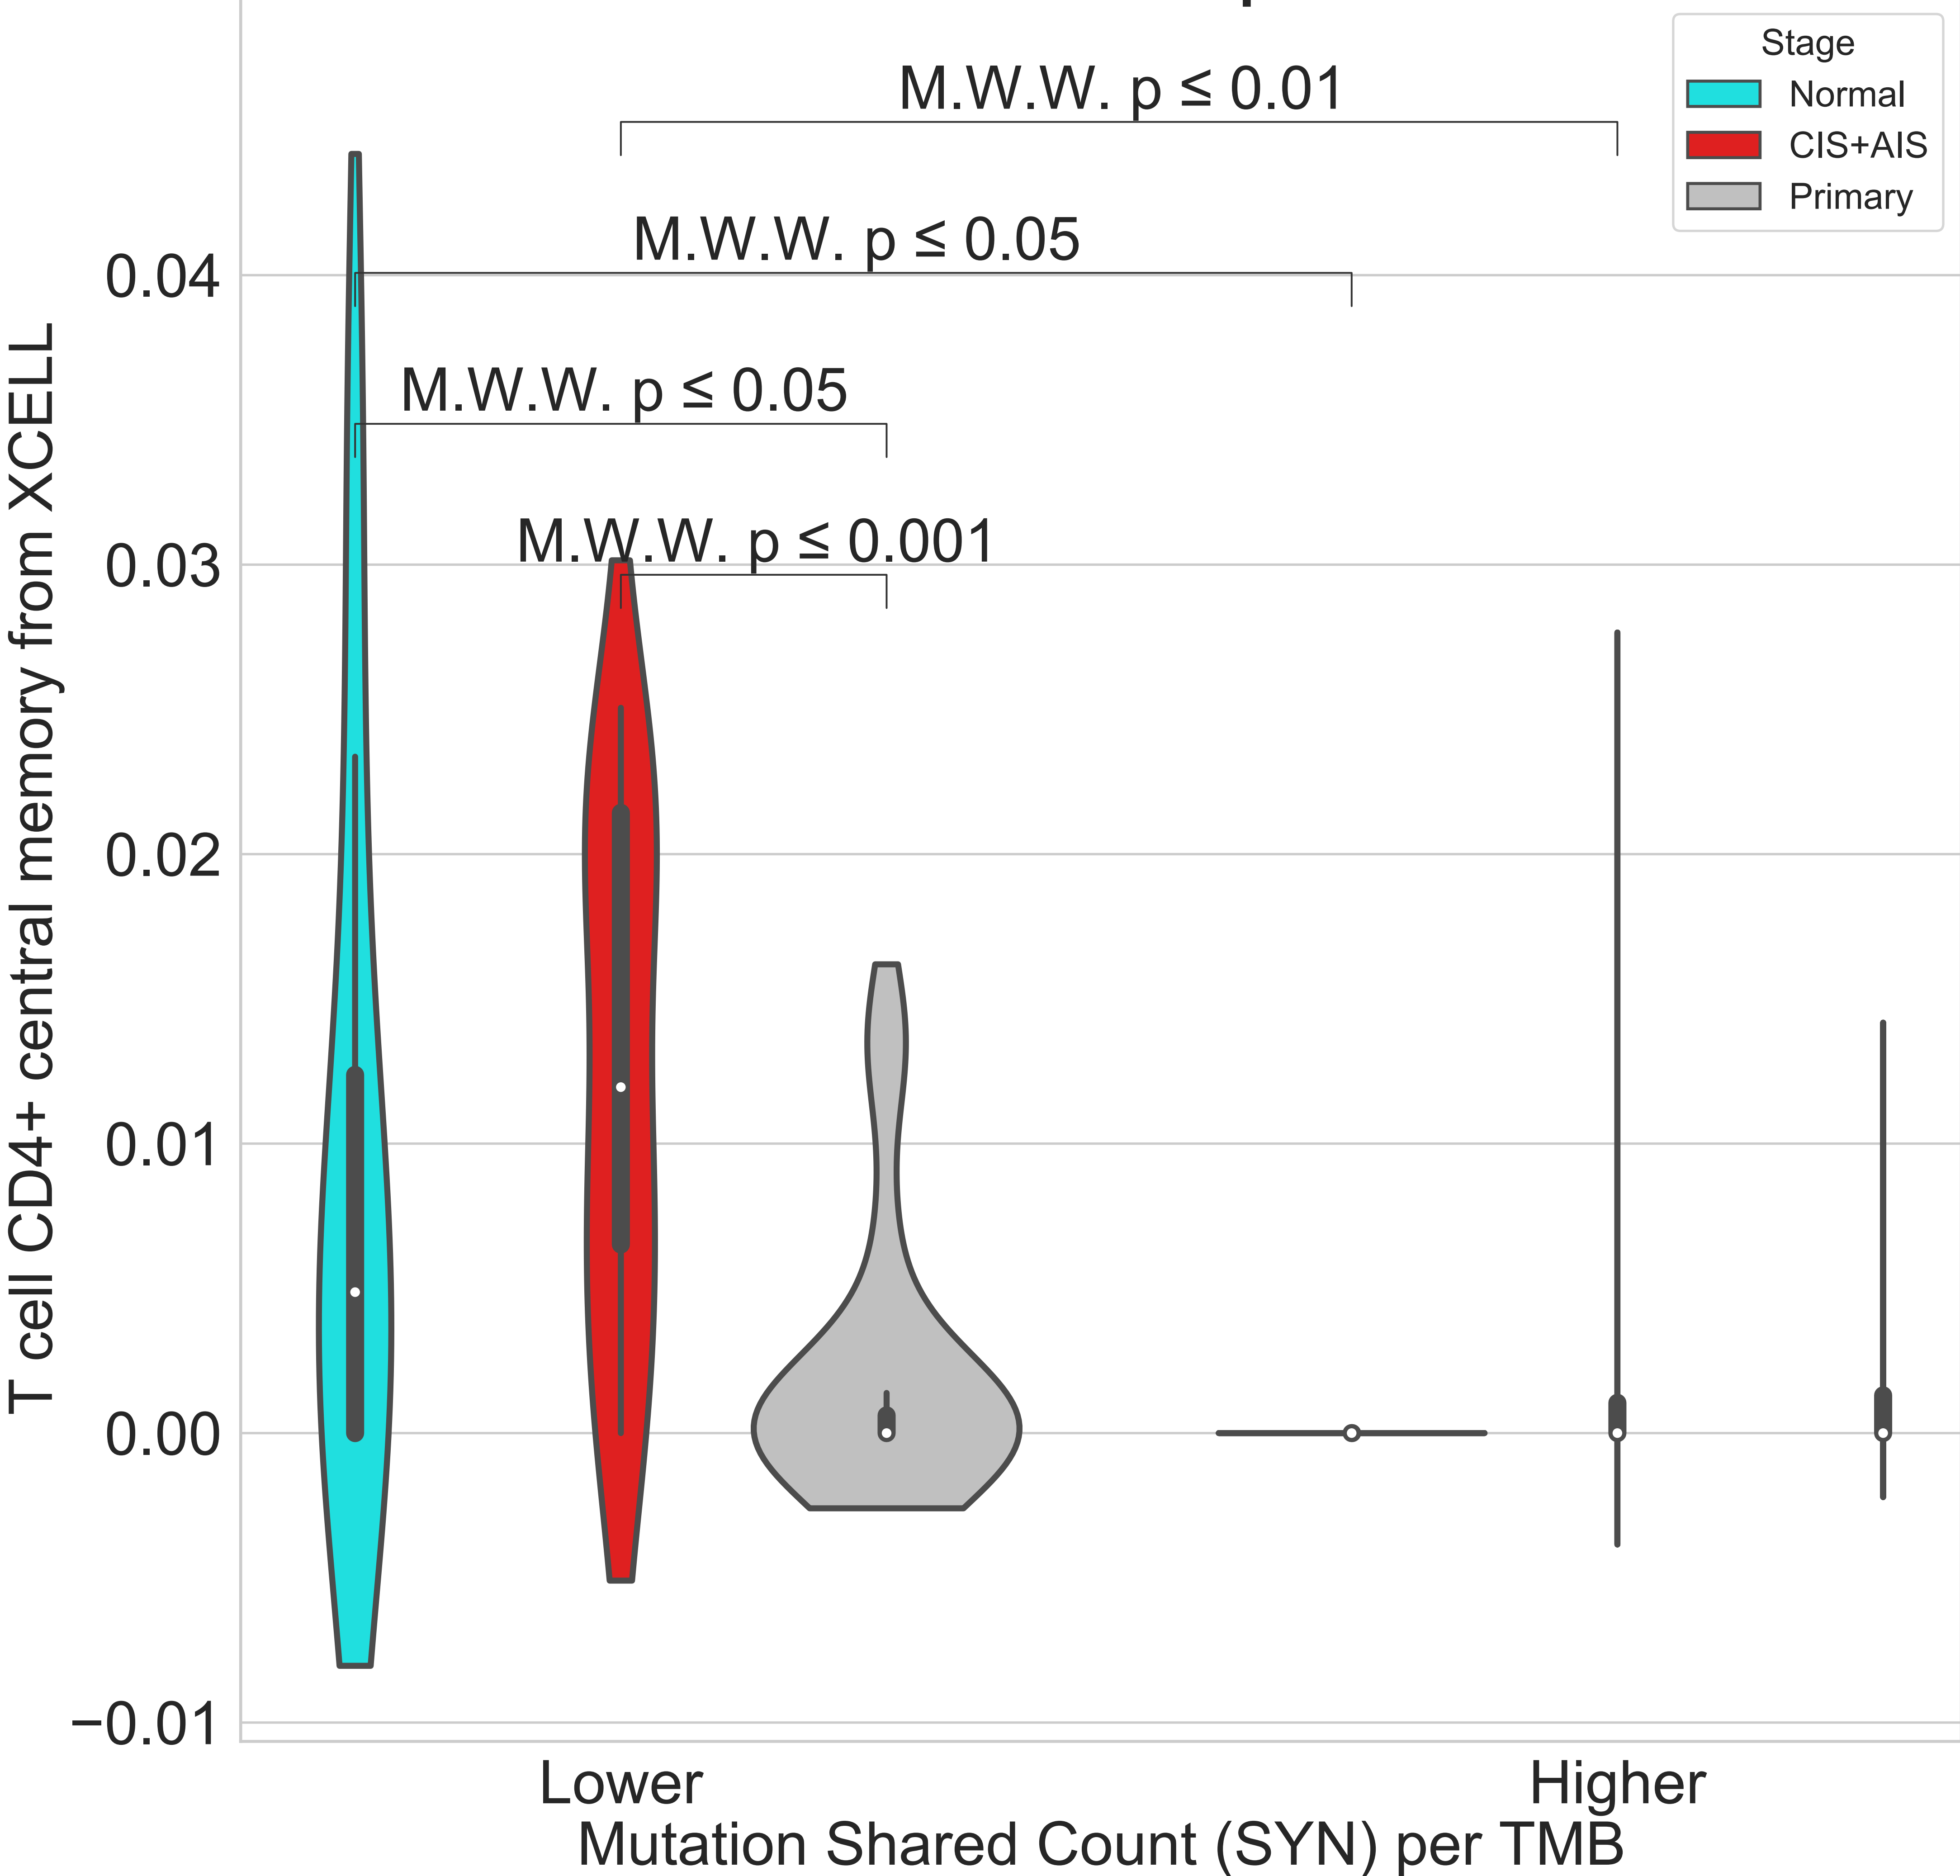 Stage
Normal
CIS+AIS
Primary
M.W.W. p ≤ 0.01
M.W.W. p ≤ 0.05
M.W.W. p ≤ 0.05
M.W.W. p ≤ 0.001
0.04
0.03
0.02
0.01
0.00
−0.01
T cell CD4+ central memory from XCELL
Lower
Higher
Mutation Shared Count (SYN) per TMB